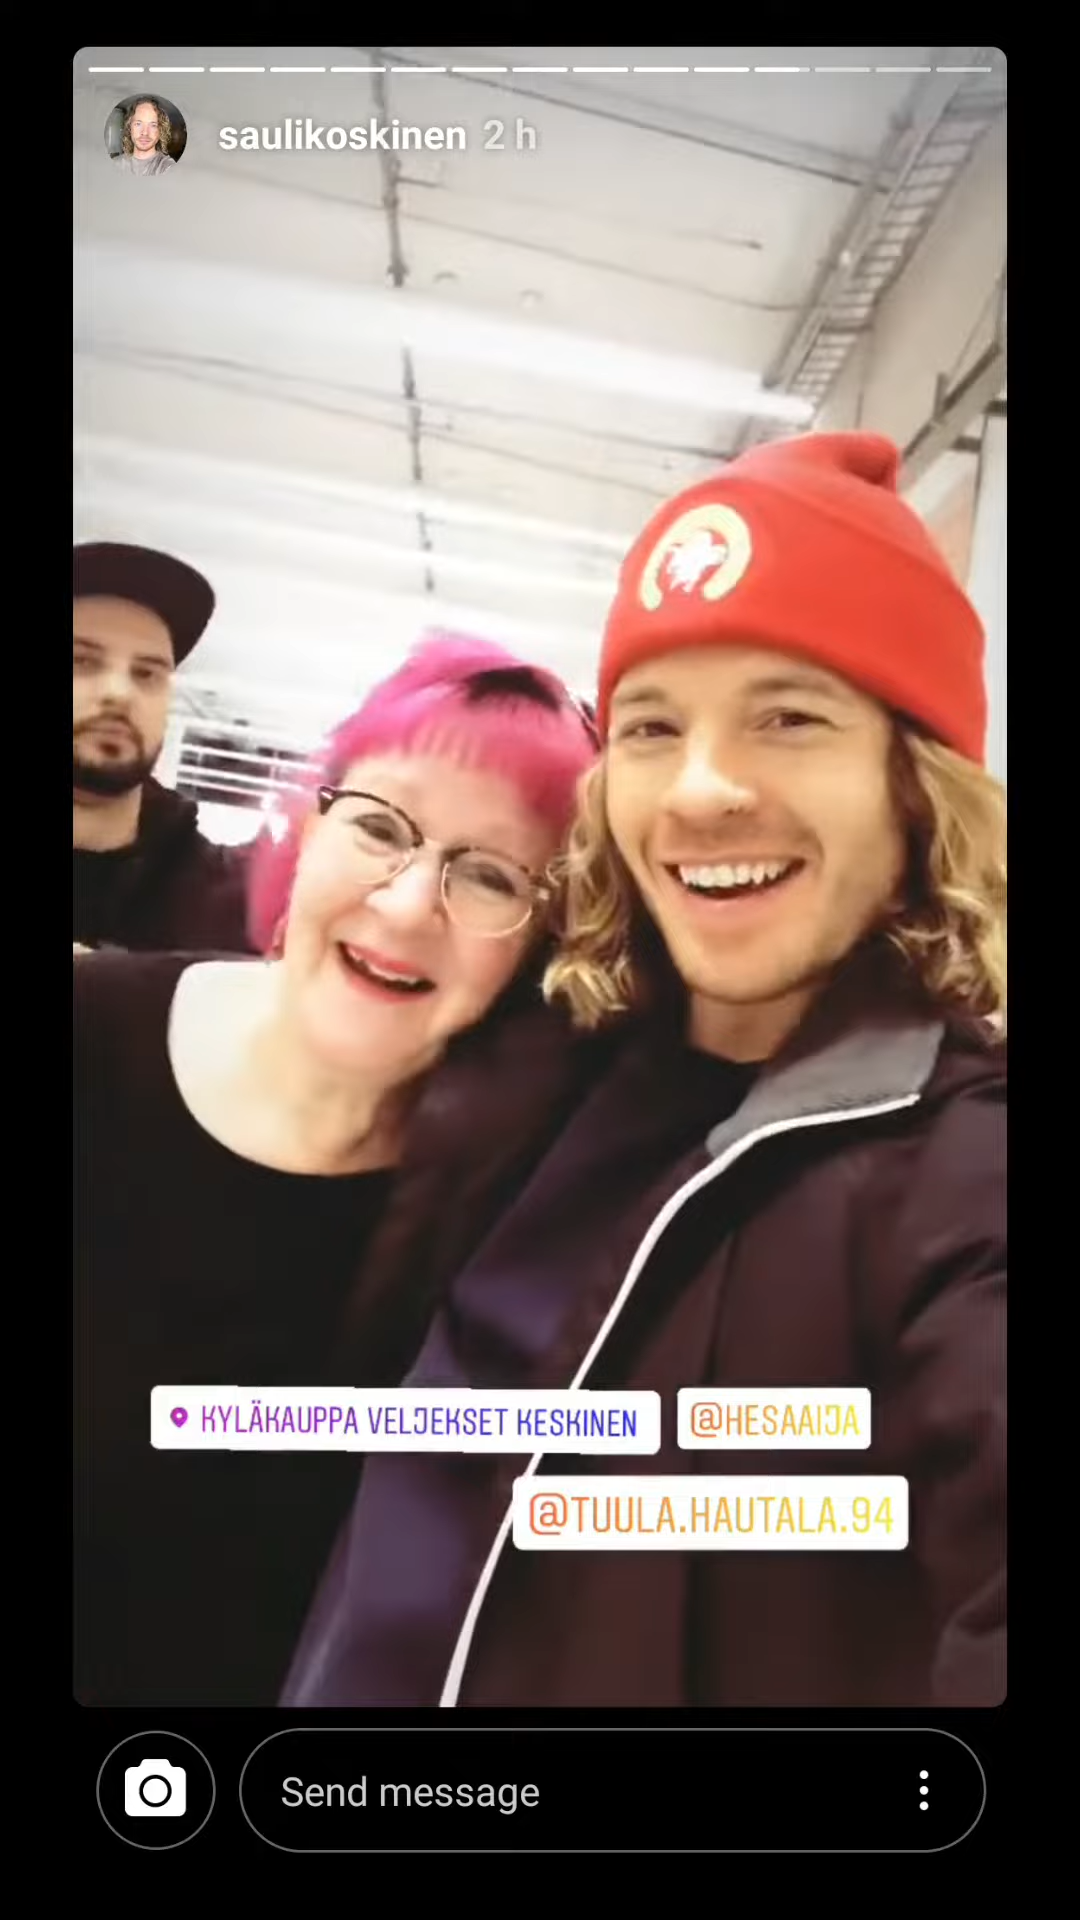 saulikoskinen 2 h
KYLÄKAUPPA VELJEKSET KESKINEN
@HESAAIJA
@TUULA.HAUTALA.94
Send message